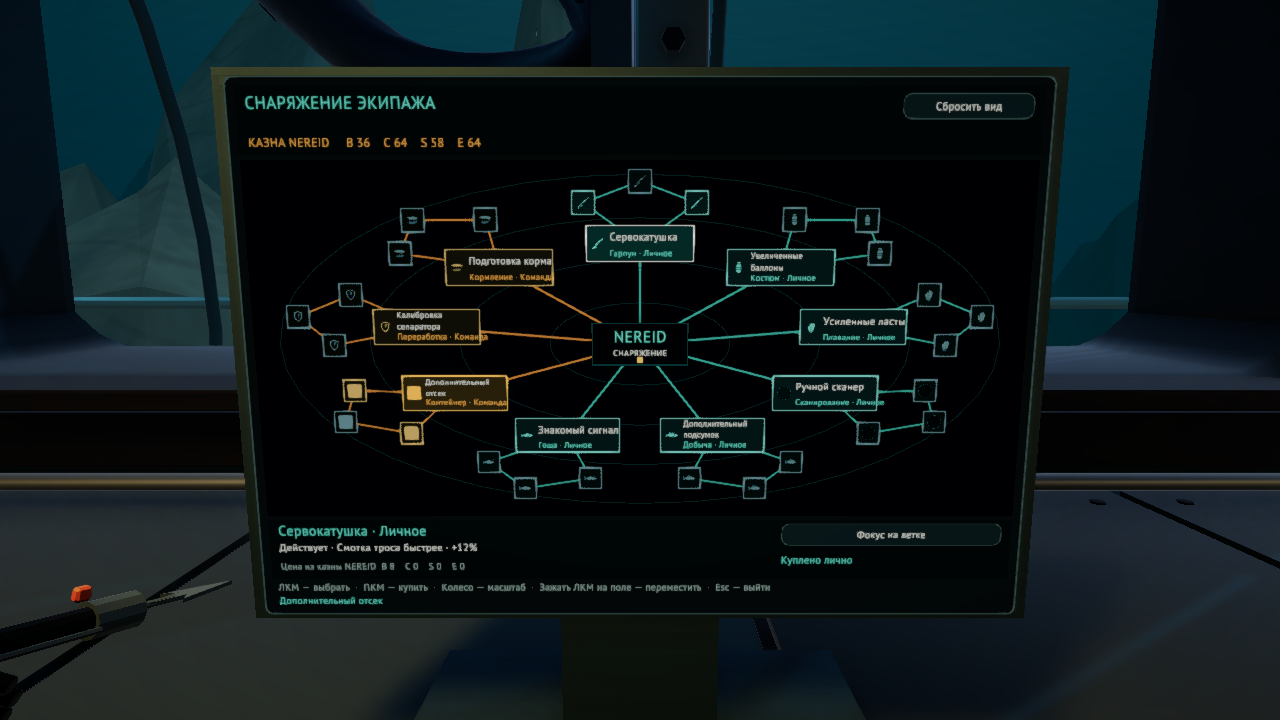 СНАРЯЖЕНИЕ ЭКИПАЖА
Сбросить вид
КАЗНА NEREID B 36 C 64 S 58 E 64
Сервокатушка
Гарпун · Личное
Подготовка корма
Кормление · Команда
Увеличенные
баллоны
Костюм · Личное
Калибровка
сепаратора
Переработка · Команда
Усиленные ласты
Плавание · Личное
NEREID
СНАРЯЖЕНИЕ
Дополнительный
отсек
Контейнер · Команда
Ручной сканер
Сканирование · Личное
Знакомый сигнал
Гоша · Личное
Дополнительный
подсумок
Добыча · Личное
Сервокатушка · Личное
Действует · Смотка троса быстрее · +12%
Цена из казны NEREID B 8 C 0 S 0 E 0
Фокус на ветке
Куплено лично
ЛКМ — выбрать · ПКМ — купить · Колесо — масштаб · Зажать ЛКМ на поле — переместить · Esc — выйти
Дополнительный отсек